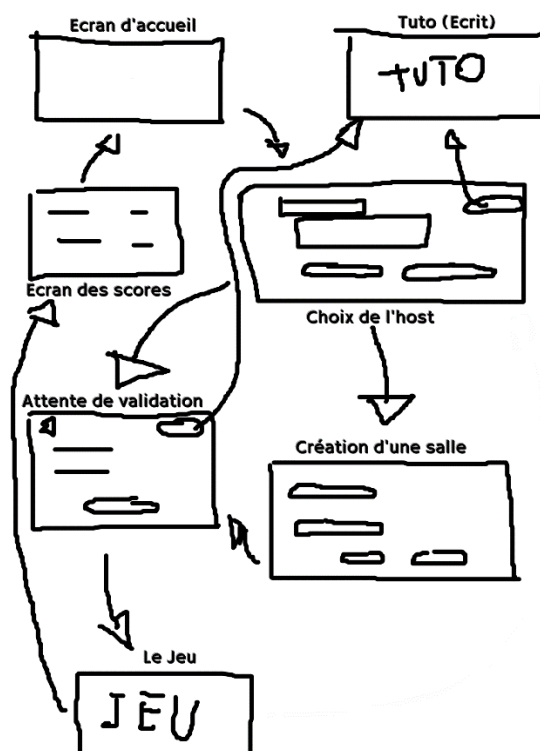 Ecran d'accueil
Tuto (Ecrit)
TUTO
Ecran des scores
Choix de l'host
Attente de validation
Création d'une salle
Le Jeu
JEU